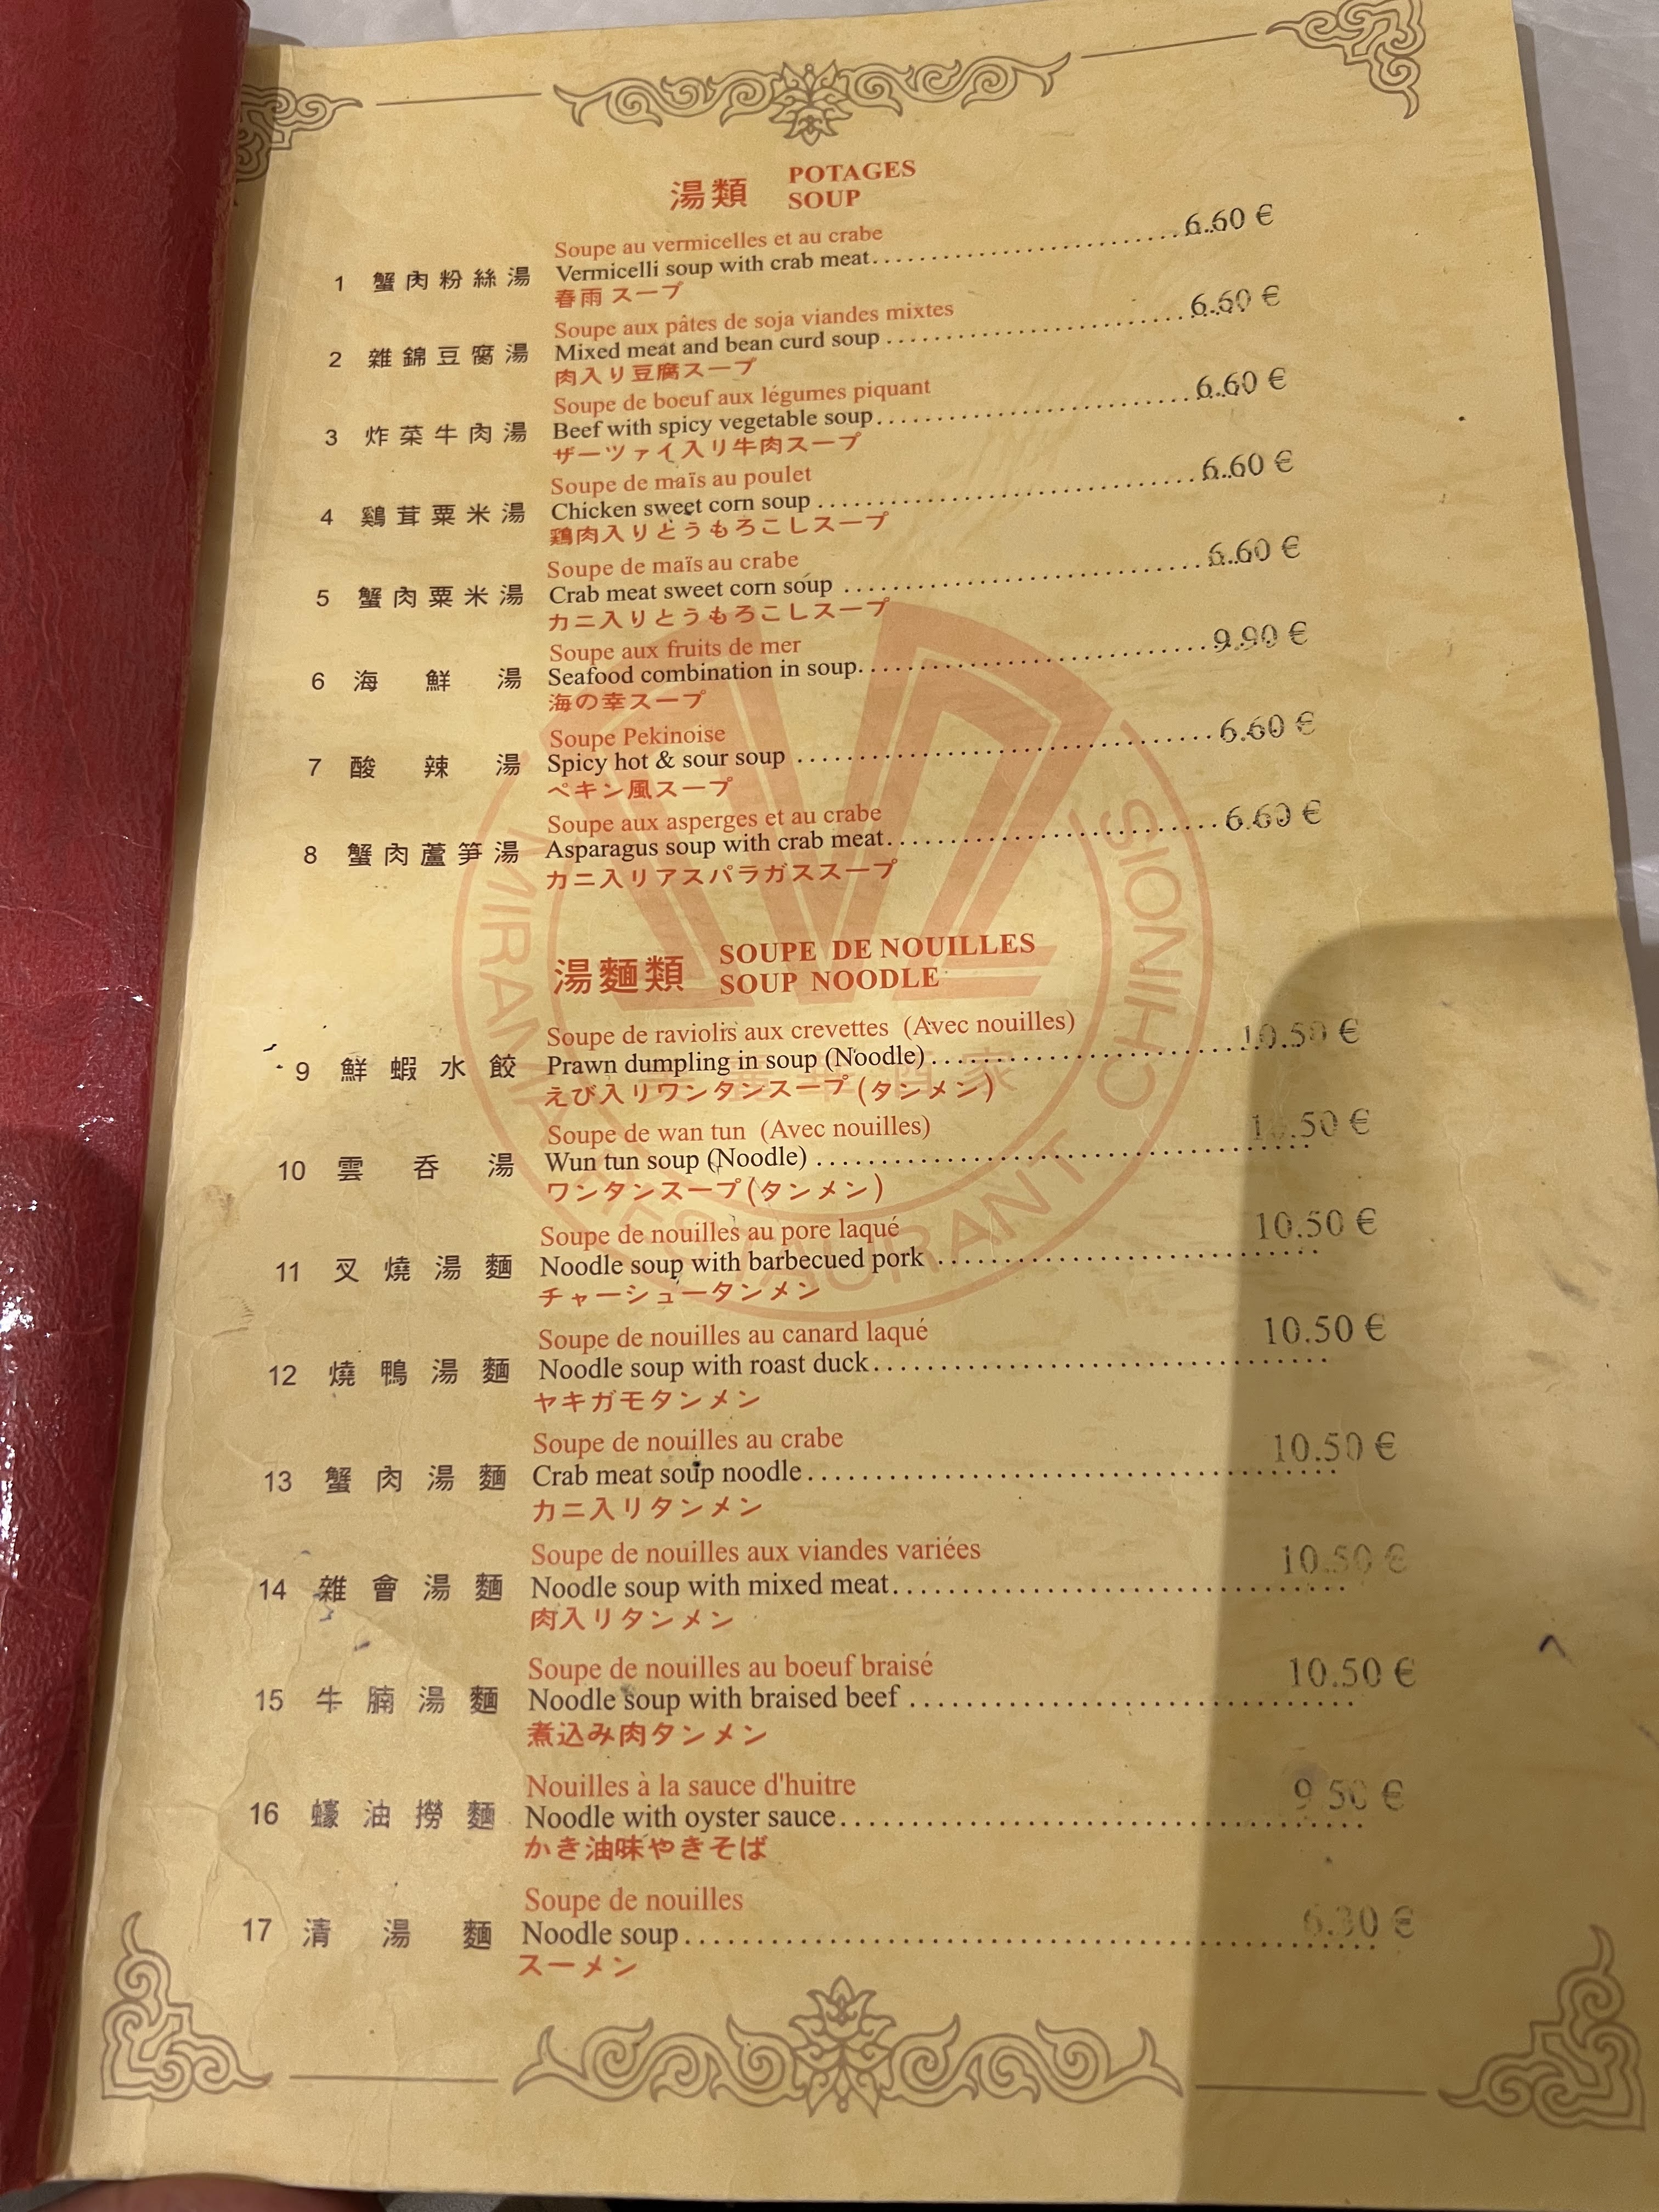 湯類 POTAGES
SOUP
Soupe au vermicelles et au crabe
1 蟹肉粉絲湯 Vermicelli soup with crab meat 6.60 €
春雨スープ
Soupe aux pâtes de soja viandes mixtes
2 雜錦豆腐湯 Mixed meat and bean curd soup 6.60 €
肉入り豆腐スープ
Soupe de boeuf aux légumes piquant
3 炸菜牛肉湯 Beef with spicy vegetable soup 6.60 €
ザーツァイ入リ牛肉スープ
Soupe de maïs au poulet
4 鷄茸粟米湯 Chicken sweet corn soup 6.60 €
鶏肉入りとうもろこしスープ
Soupe de maïs au crabe
5 蟹肉粟米湯 Crab meat sweet corn soup 6.60 €
カニ入りとうもろこしスープ
Soupe aux fruits de mer
6 海鮮湯 Seafood combination in soup 9.90 €
海の幸スープ
Soupe Pekinoise
7 酸辣湯 Spicy hot & sour soup 6.60 €
ペキン風スープ
Soupe aux asperges et au crabe
8 蟹肉蘆笋湯 Asparagus soup with crab meat 6.60 €
カニ入リアスパラガススープ
湯麵類 SOUPE DE NOUILLES
SOUP NOODLE
Soupe de raviolis aux crevettes (Avec nouilles)
9 鮮蝦水餃 Prawn dumpling in soup (Noodle) 10.50 €
えび入リワンタンスープ(タンメン)
Soupe de wan tun (Avec nouilles)
10 雲呑湯 Wun tun soup (Noodle) 10.50 €
ワンタンスープ(タンメン)
Soupe de nouilles au pore laqué
11 叉燒湯麵 Noodle soup with barbecued pork 10.50 €
チャーシュータンメン
Soupe de nouilles au canard laqué
12 燒鴨湯麵 Noodle soup with roast duck 10.50 €
ヤキガモタンメン
Soupe de nouilles au crabe
13 蟹肉湯麵 Crab meat soup noodle 10.50 €
カニ入リタンメン
Soupe de nouilles aux viandes variées
14 雜會湯麵 Noodle soup with mixed meat 10.50 €
肉入リタンメン
Soupe de nouilles au boeuf braisé
15 牛腩湯麵 Noodle soup with braised beef 10.50 €
煮込み肉タンメン
Nouilles à la sauce d'huitre
16 蠔油撈麵 Noodle with oyster sauce 9.50 €
かき油味やきそば
Soupe de nouilles
17 清湯麵 Noodle soup 6.30 €
スーメン